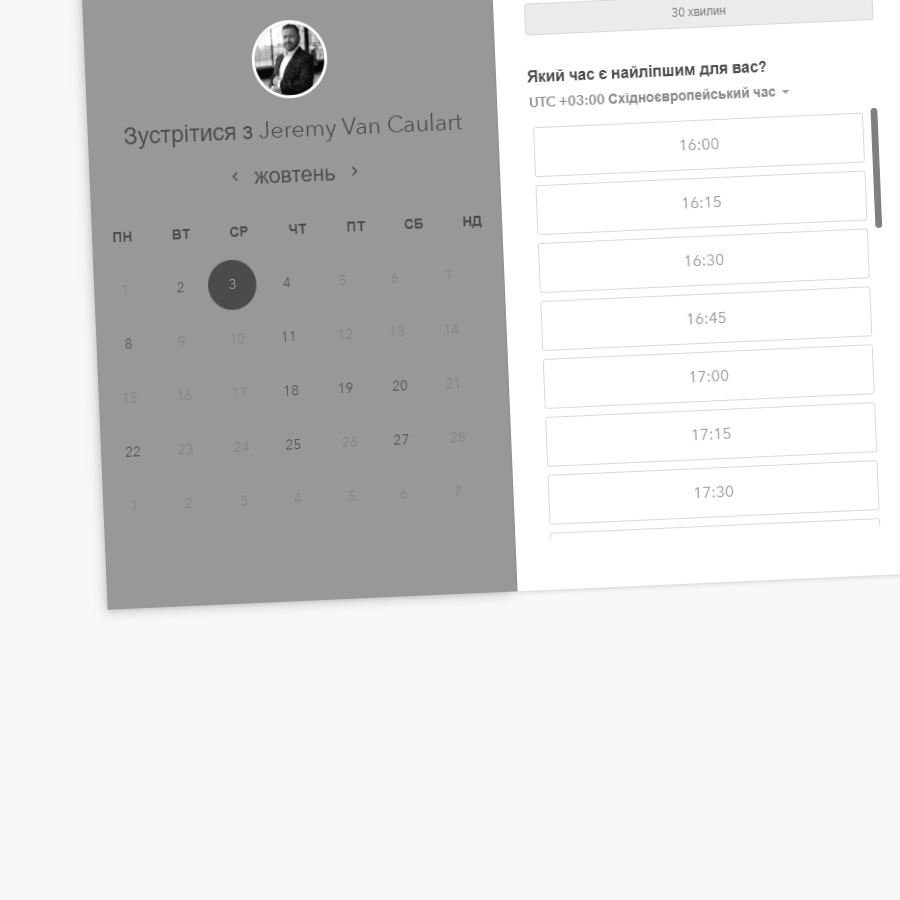 Зустрітися з Jeremy Van Caulart
жовтень
ПН ВТ СР ЧТ ПТ СБ НД
1 2 3 4 5 6 7
8 9 10 11 12 13 14
15 16 17 18 19 20 21
22 23 24 25 26 27 28
1 2 3 4 5 6 7
30 хвилин
Який час є найліпшим для вас?
UTC +03:00 Східноєвропейський час
16:00
16:15
16:30
16:45
17:00
17:15
17:30